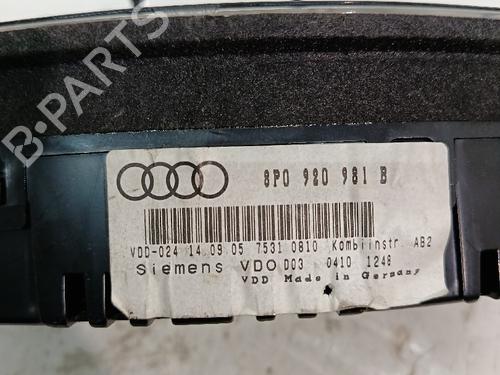 8P0 920 981 B
VDD-024 14.09.05 7531 0810 Kombiinstr. AB2
Siemens VDO D03 0410 1248
VDD Made in Germany
B-PARTS